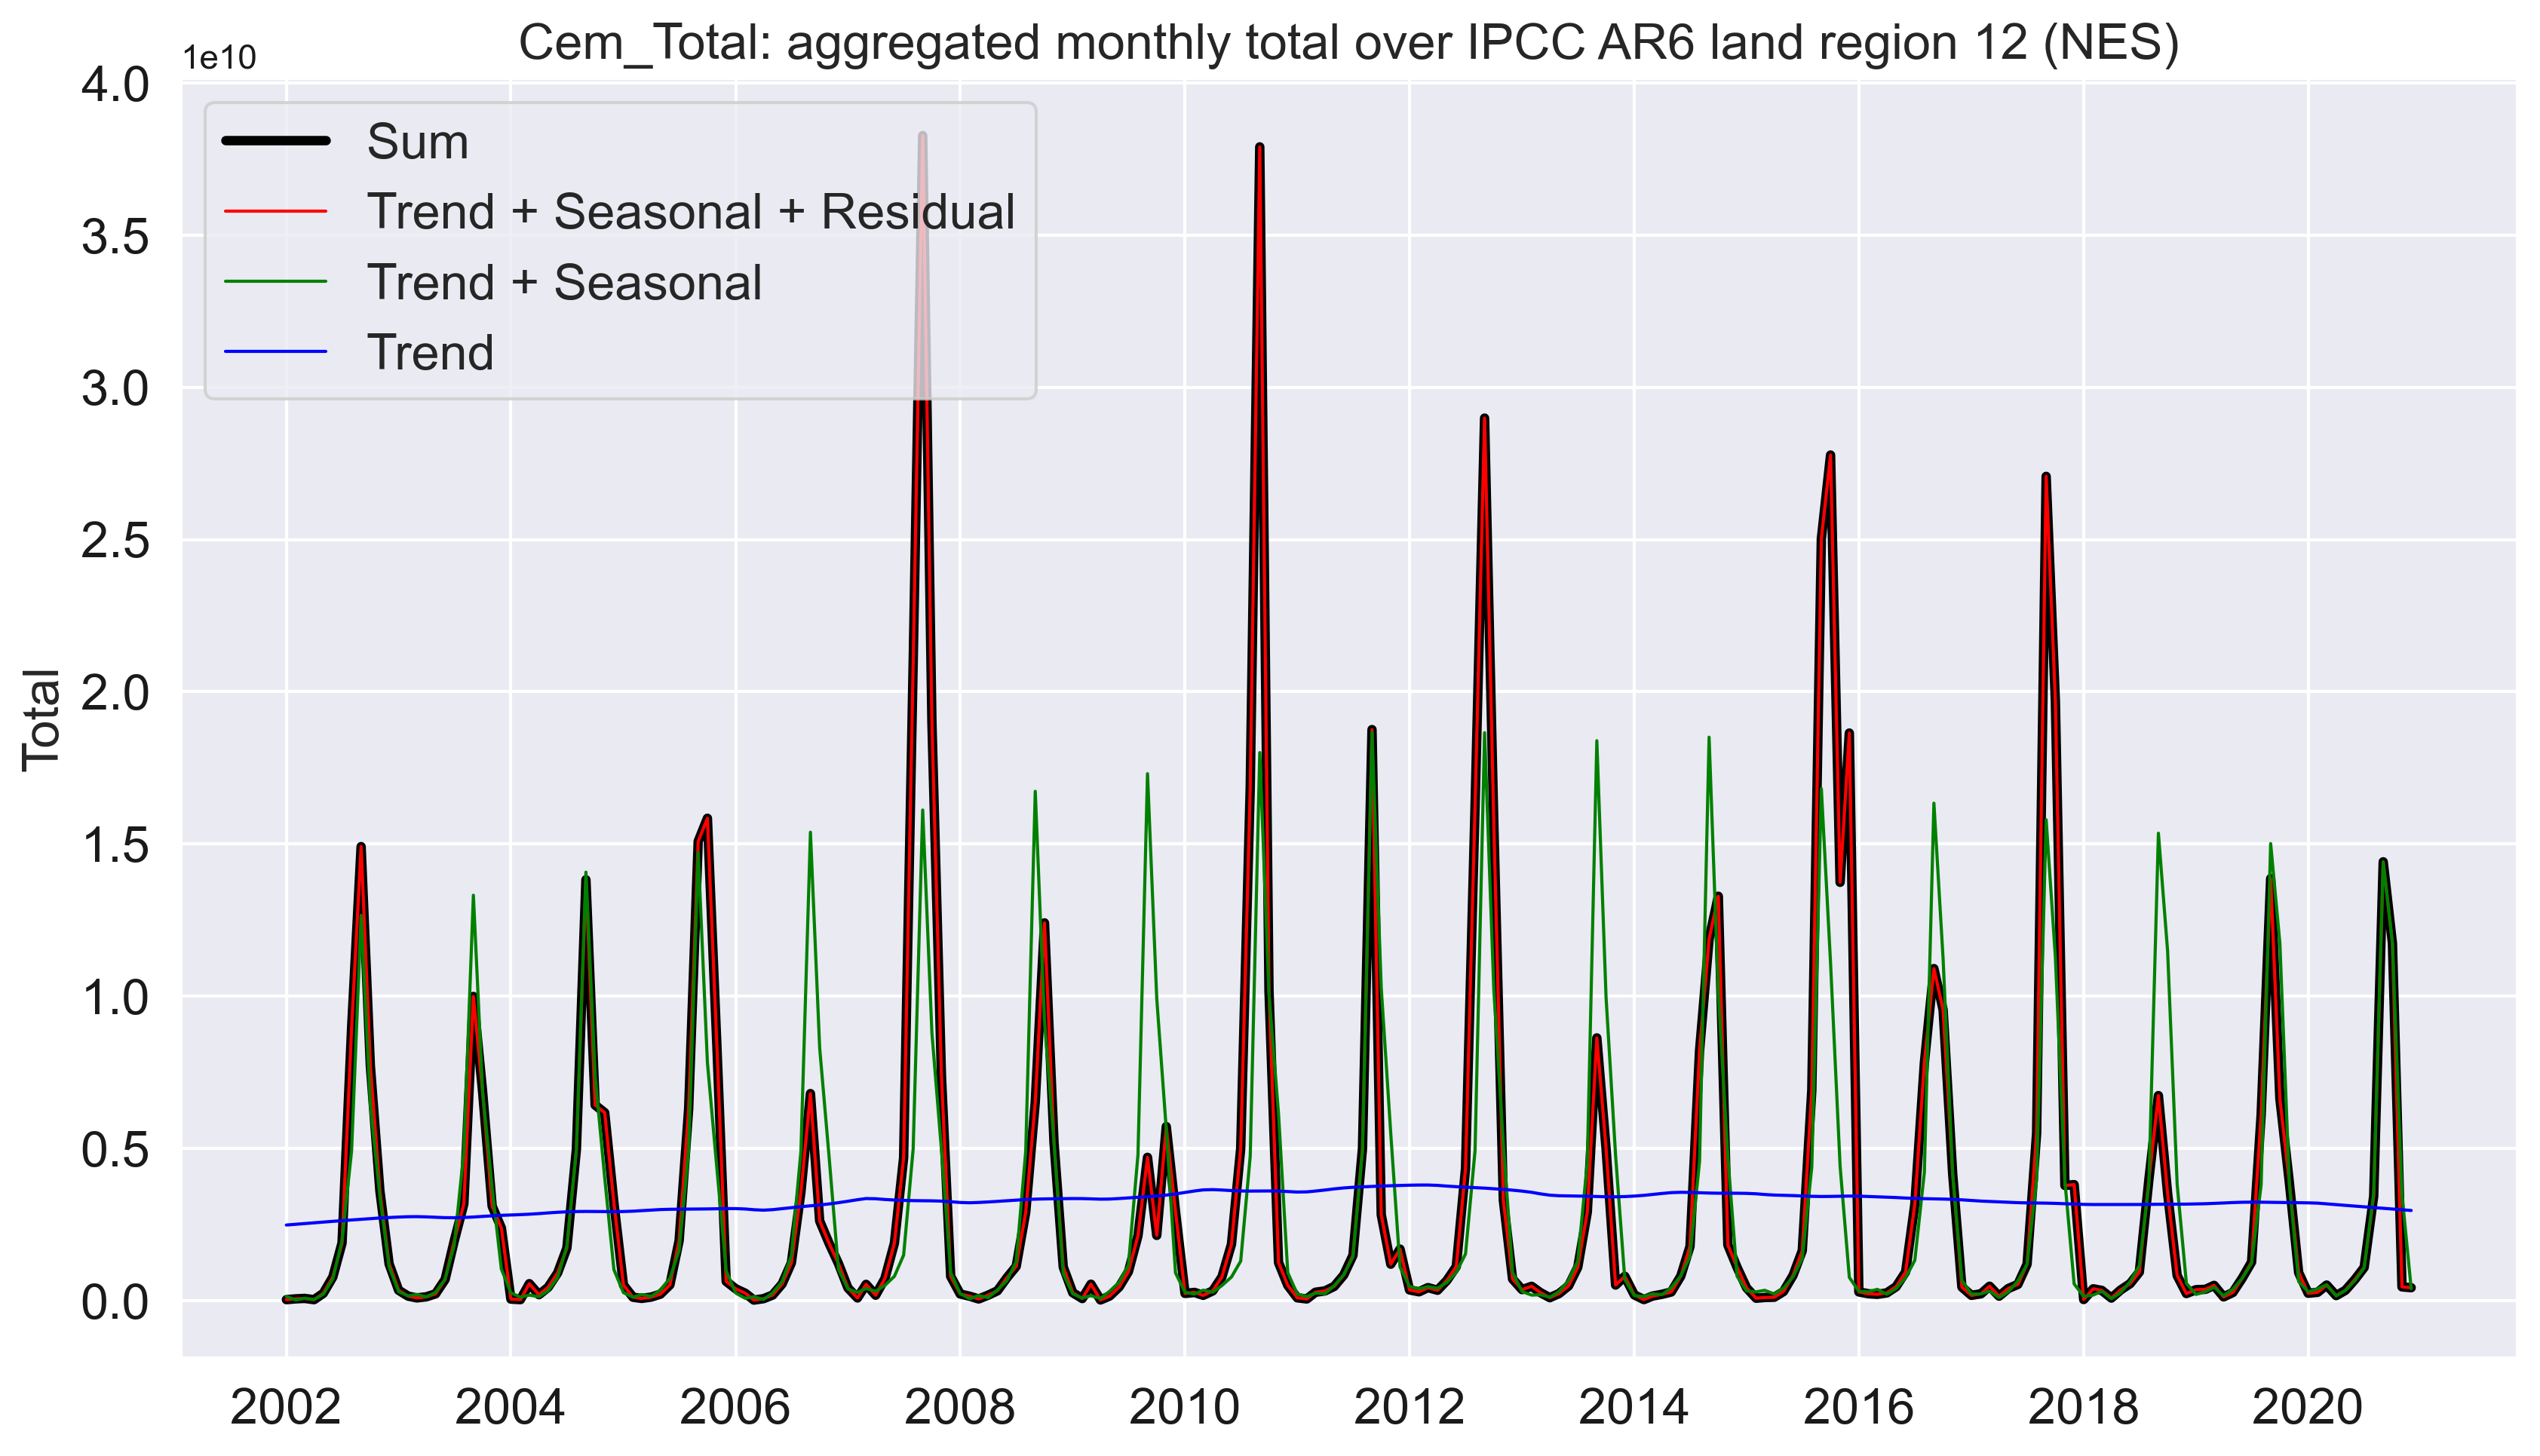 Cem_Total: aggregated monthly total over IPCC AR6 land region 12 (NES)
1e10
4.0
3.5
3.0
2.5
2.0
1.5
1.0
0.5
0.0
Total
Sum
Trend + Seasonal + Residual
Trend + Seasonal
Trend
2002 2004 2006 2008 2010 2012 2014 2016 2018 2020